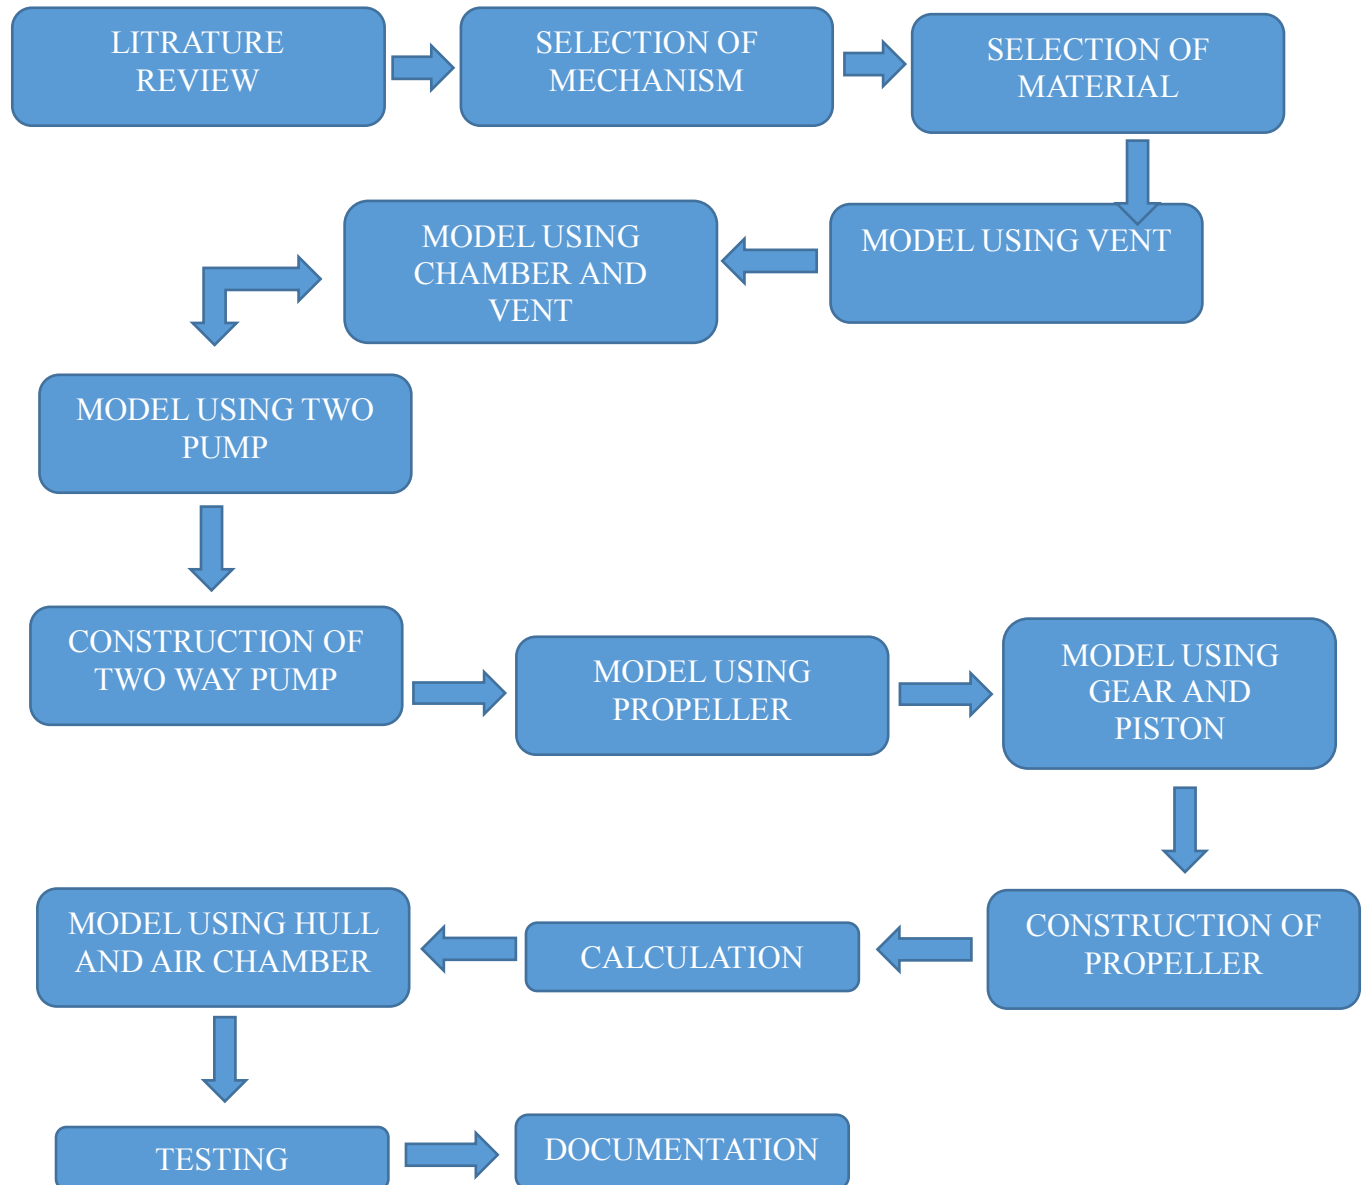 LITRATURE
REVIEW
SELECTION OF
MECHANISM
SELECTION OF
MATERIAL
MODEL USING VENT
MODEL USING
CHAMBER AND
VENT
MODEL USING TWO
PUMP
CONSTRUCTION OF
TWO WAY PUMP
MODEL USING
PROPELLER
MODEL USING
GEAR AND
PISTON
CONSTRUCTION OF
PROPELLER
CALCULATION
MODEL USING HULL
AND AIR CHAMBER
TESTING
DOCUMENTATION